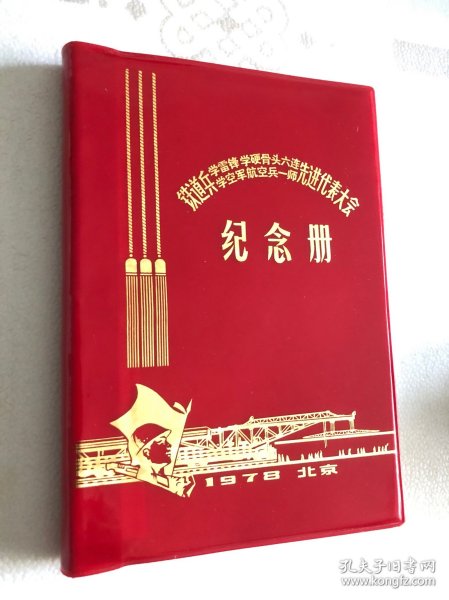 铁道兵学雷锋学硬骨头六连先进代表大会
学空军航空兵一师
纪念册
1978 北京
孔夫子旧书网
www.kongfz.com